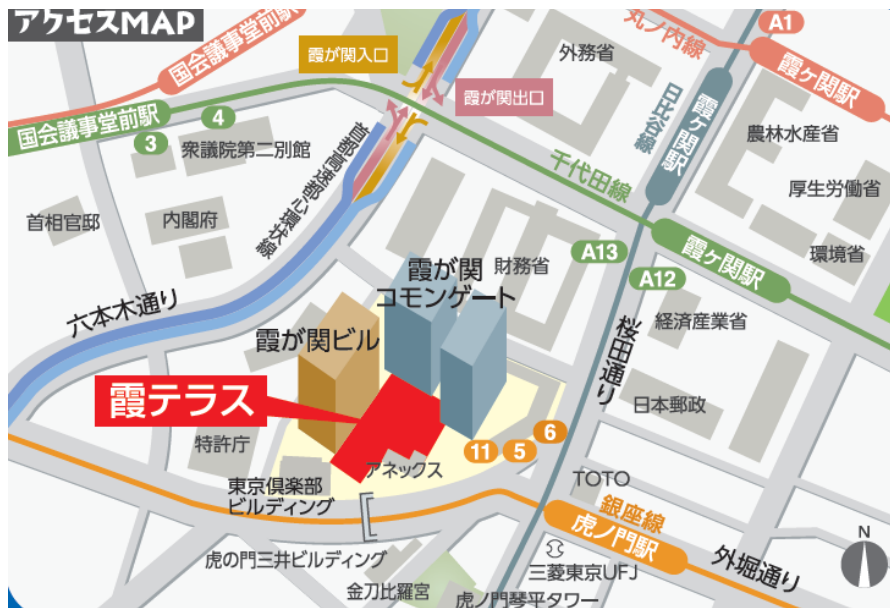 アクセスMAP
国会議事堂前駅
霞が関入口
霞が関出口
外務省
丸ノ内線
A1
霞ヶ関駅
日比谷線
霞ヶ関駅
農林水産省
厚生労働省
環境省
国会議事堂前駅
4
3
衆議院第二別館
首都高速都心環状線
千代田線
首相官邸
内閣府
財務省
A13
霞ヶ関駅
A12
経済産業省
六本木通り
霞が関
コモンゲート
霞が関ビル
桜田通り
日本郵政
霞テラス
特許庁
11
5
6
アネックス
東京倶楽部
ビルディング
TOTO
銀座線
虎ノ門駅
外堀通り
N
虎の門三井ビルディング
三菱東京UFJ
金刀比羅宮
虎ノ門琴平タワー